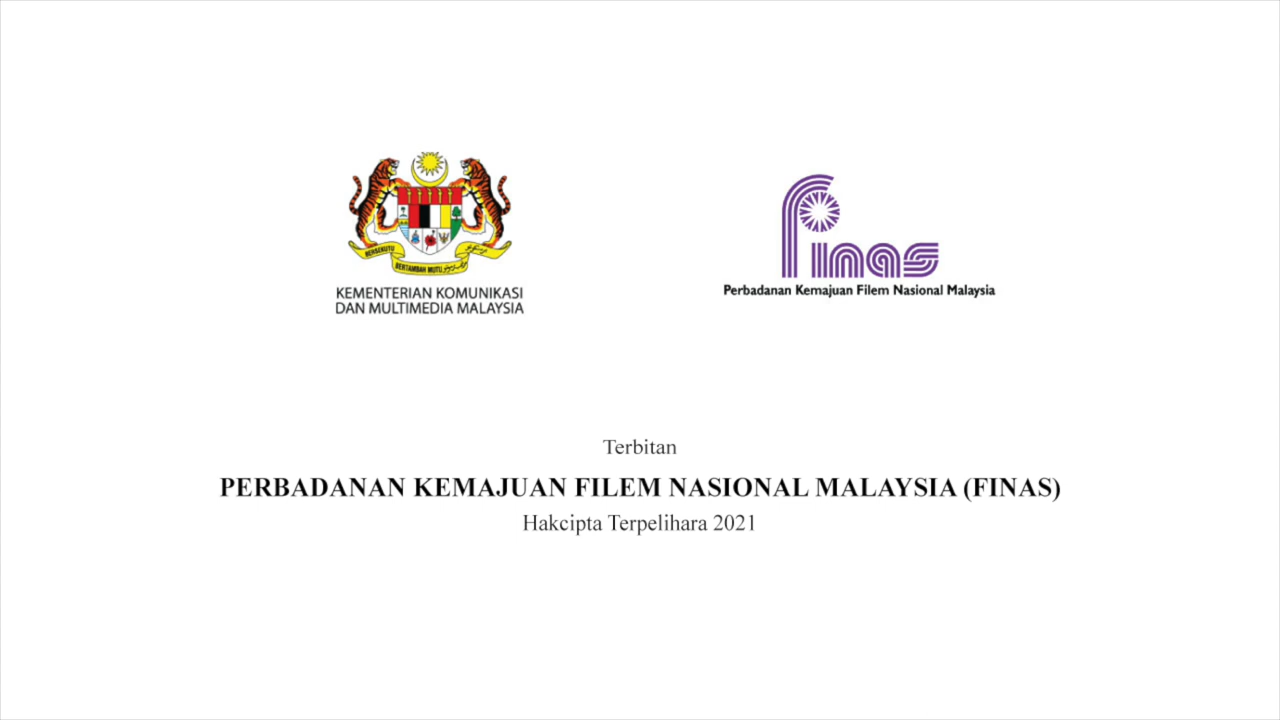 BERSEKUTU
BERTAMBAH MUTU
KEMENTERIAN KOMUNIKASI
DAN MULTIMEDIA MALAYSIA
Finas
Perbadanan Kemajuan Filem Nasional Malaysia
Terbitan
PERBADANAN KEMAJUAN FILEM NASIONAL MALAYSIA (FINAS)
Hakcipta Terpelihara 2021